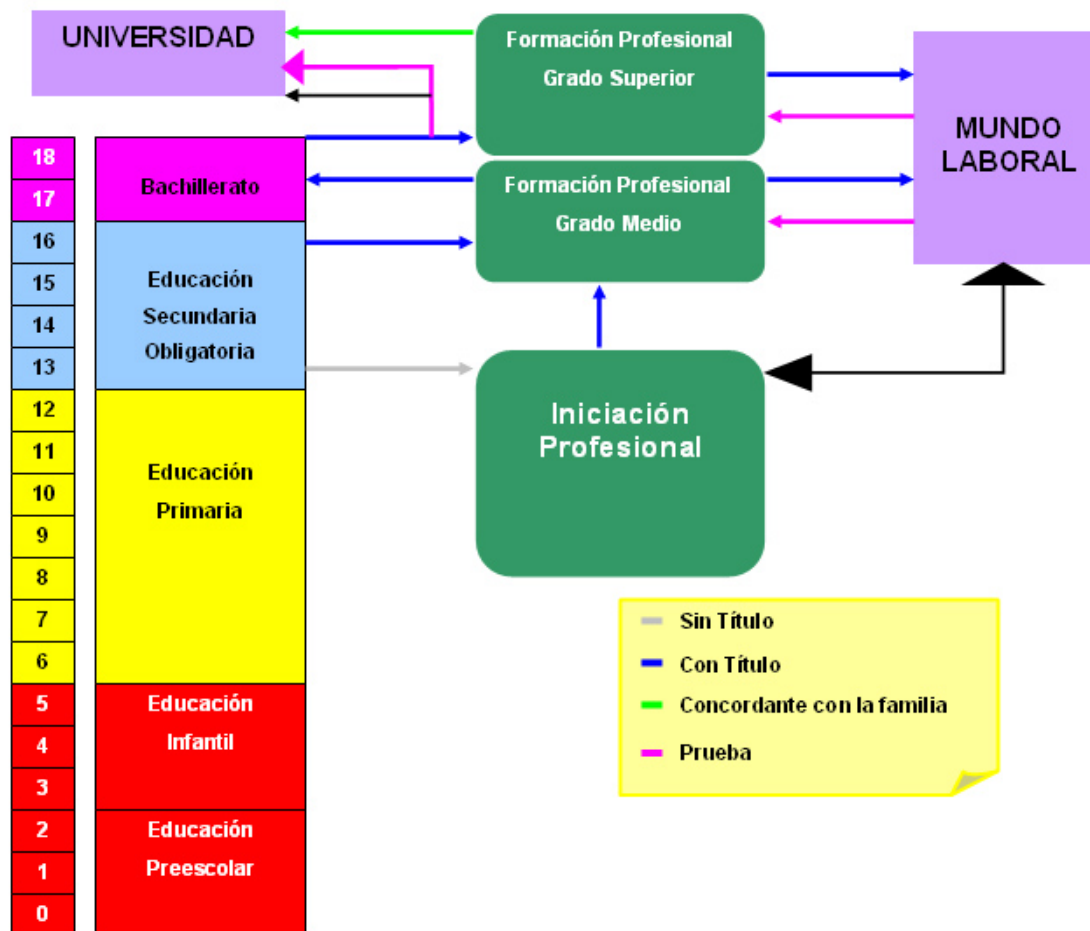 UNIVERSIDAD
Formación Profesional
Grado Superior
MUNDO
LABORAL
Formación Profesional
Grado Medio
18
17
Bachillerato
16
15
14
13
Educación
Secundaria
Obligatoria
Iniciación
Profesional
12
11
10
9
8
7
6
Educación
Primaria
5
4
3
Educación
Infantil
2
1
0
Educación
Preescolar
Sin Título
Con Título
Concordante con la familia
Prueba